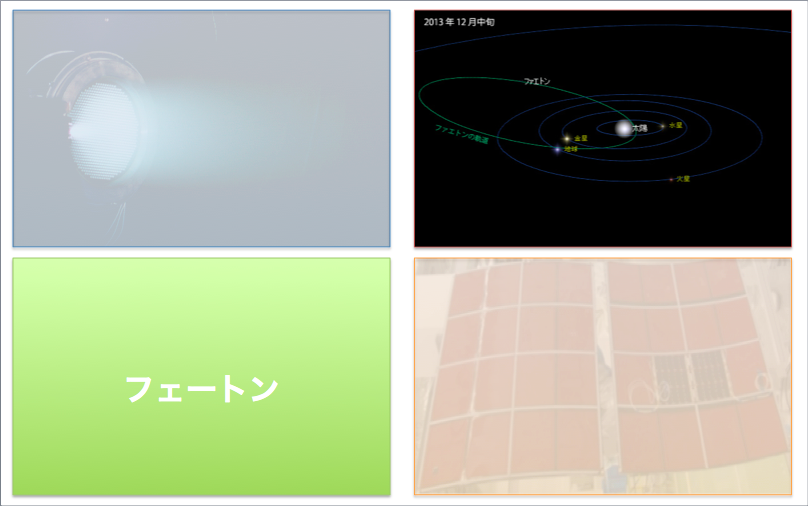 2013 年 12 月中旬
ファエトン
太陽
水星
ファエトンの軌道
金星
地球
火星
フェートン